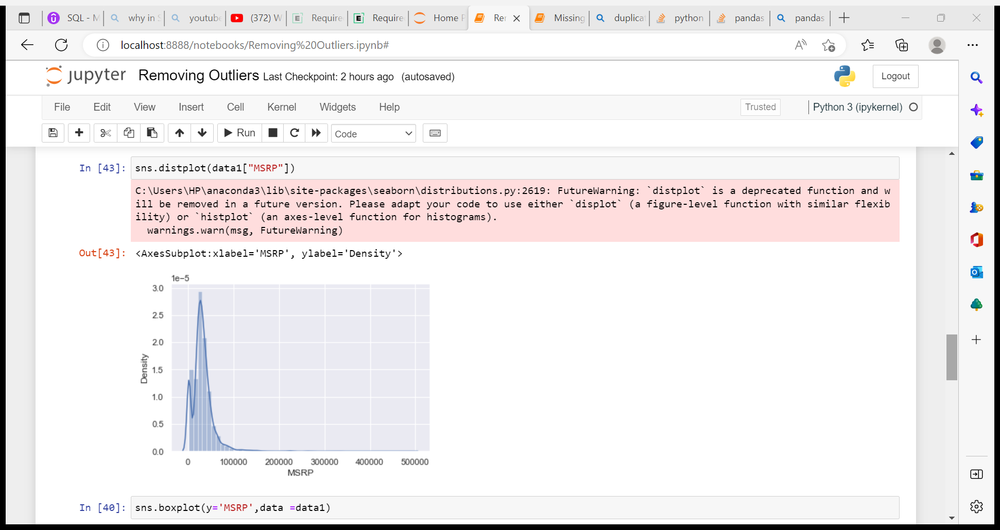 SQL - M
why in S
youtube
(372) W
Require
Require
Home P
Rer
Missing
duplicat
python
pandas
pandas
localhost:8888/notebooks/Removing%20Outliers.ipynb#
jupyter Removing Outliers Last Checkpoint: 2 hours ago (autosaved)
Logout
File Edit View Insert Cell Kernel Widgets Help
Trusted
Python 3 (ipykernel)
Run
Code
In [43]: sns.distplot(data1["MSRP"])
C:\Users\HP\anaconda3\lib\site-packages\seaborn\distributions.py:2619: FutureWarning: `distplot` is a deprecated function and w
ill be removed in a future version. Please adapt your code to use either `displot` (a figure-level function with similar flexib
ility) or `histplot` (an axes-level function for histograms).
warnings.warn(msg, FutureWarning)
Out[43]: <AxesSubplot:xlabel='MSRP', ylabel='Density'>
1e-5
3.0
2.5
2.0
1.5
1.0
0.5
0.0
Density
0 100000 200000 300000 400000 500000
MSRP
In [40]: sns.boxplot(y='MSRP',data =data1)